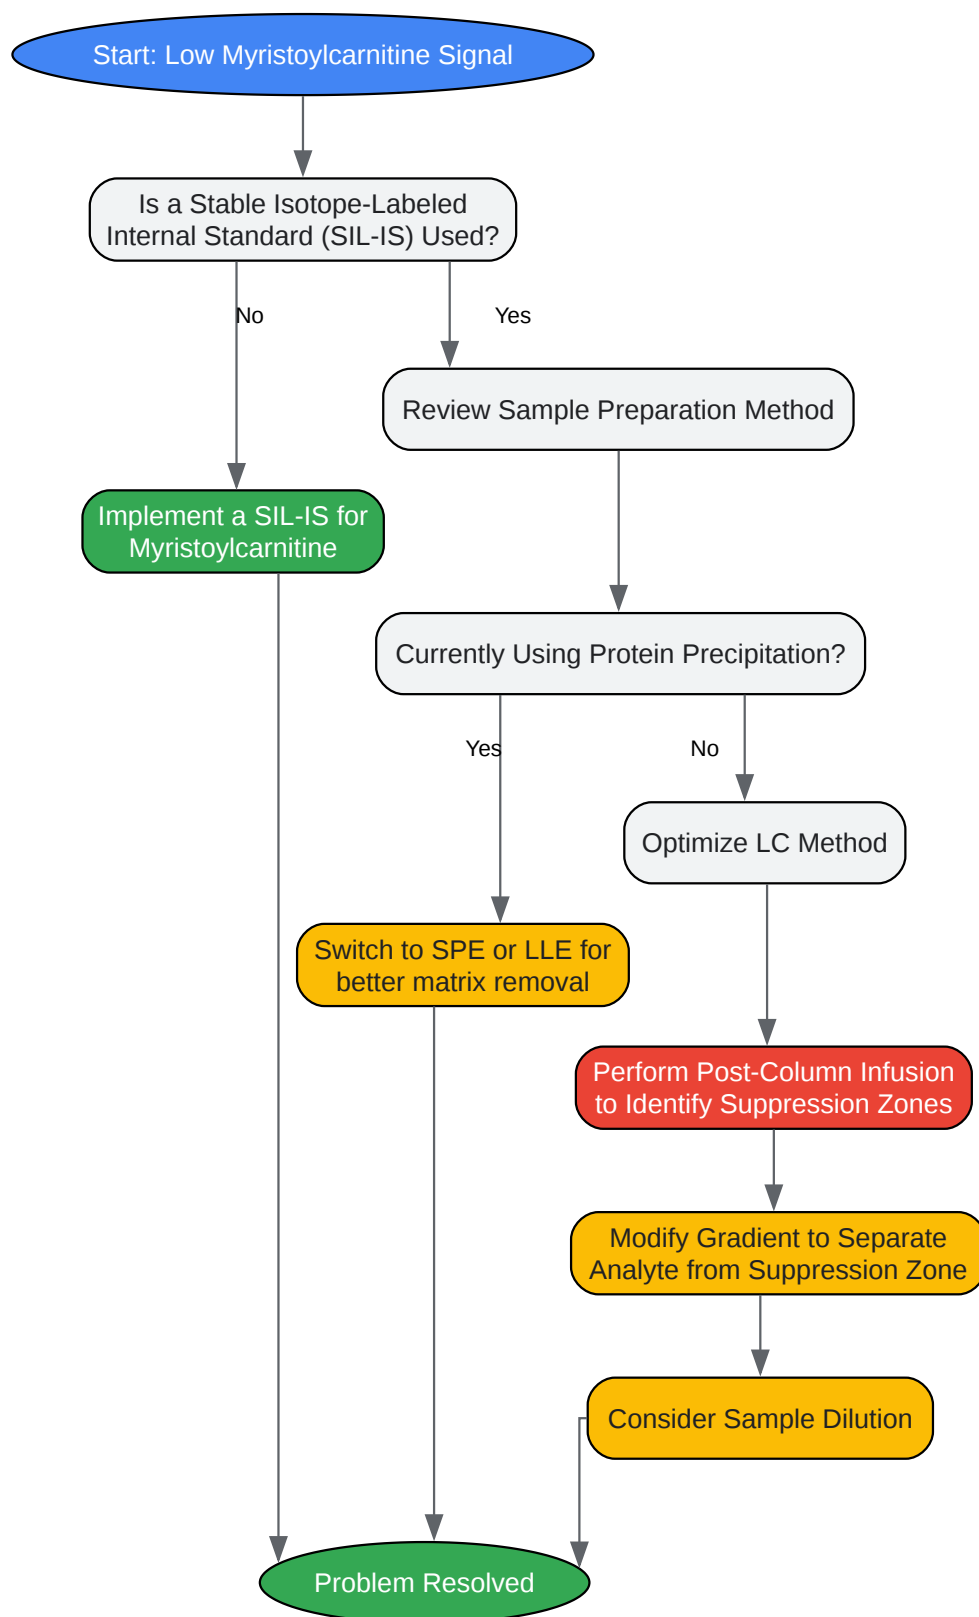 Start: Low Myristoylcarnitine Signal
Is a Stable Isotope-Labeled
Internal Standard (SIL-IS) Used?
No
Yes
Review Sample Preparation Method
Implement a SIL-IS for
Myristoylcarnitine
Currently Using Protein Precipitation?
Yes
No
Optimize LC Method
Switch to SPE or LLE for
better matrix removal
Perform Post-Column Infusion
to Identify Suppression Zones
Modify Gradient to Separate
Analyte from Suppression Zone
Consider Sample Dilution
Problem Resolved